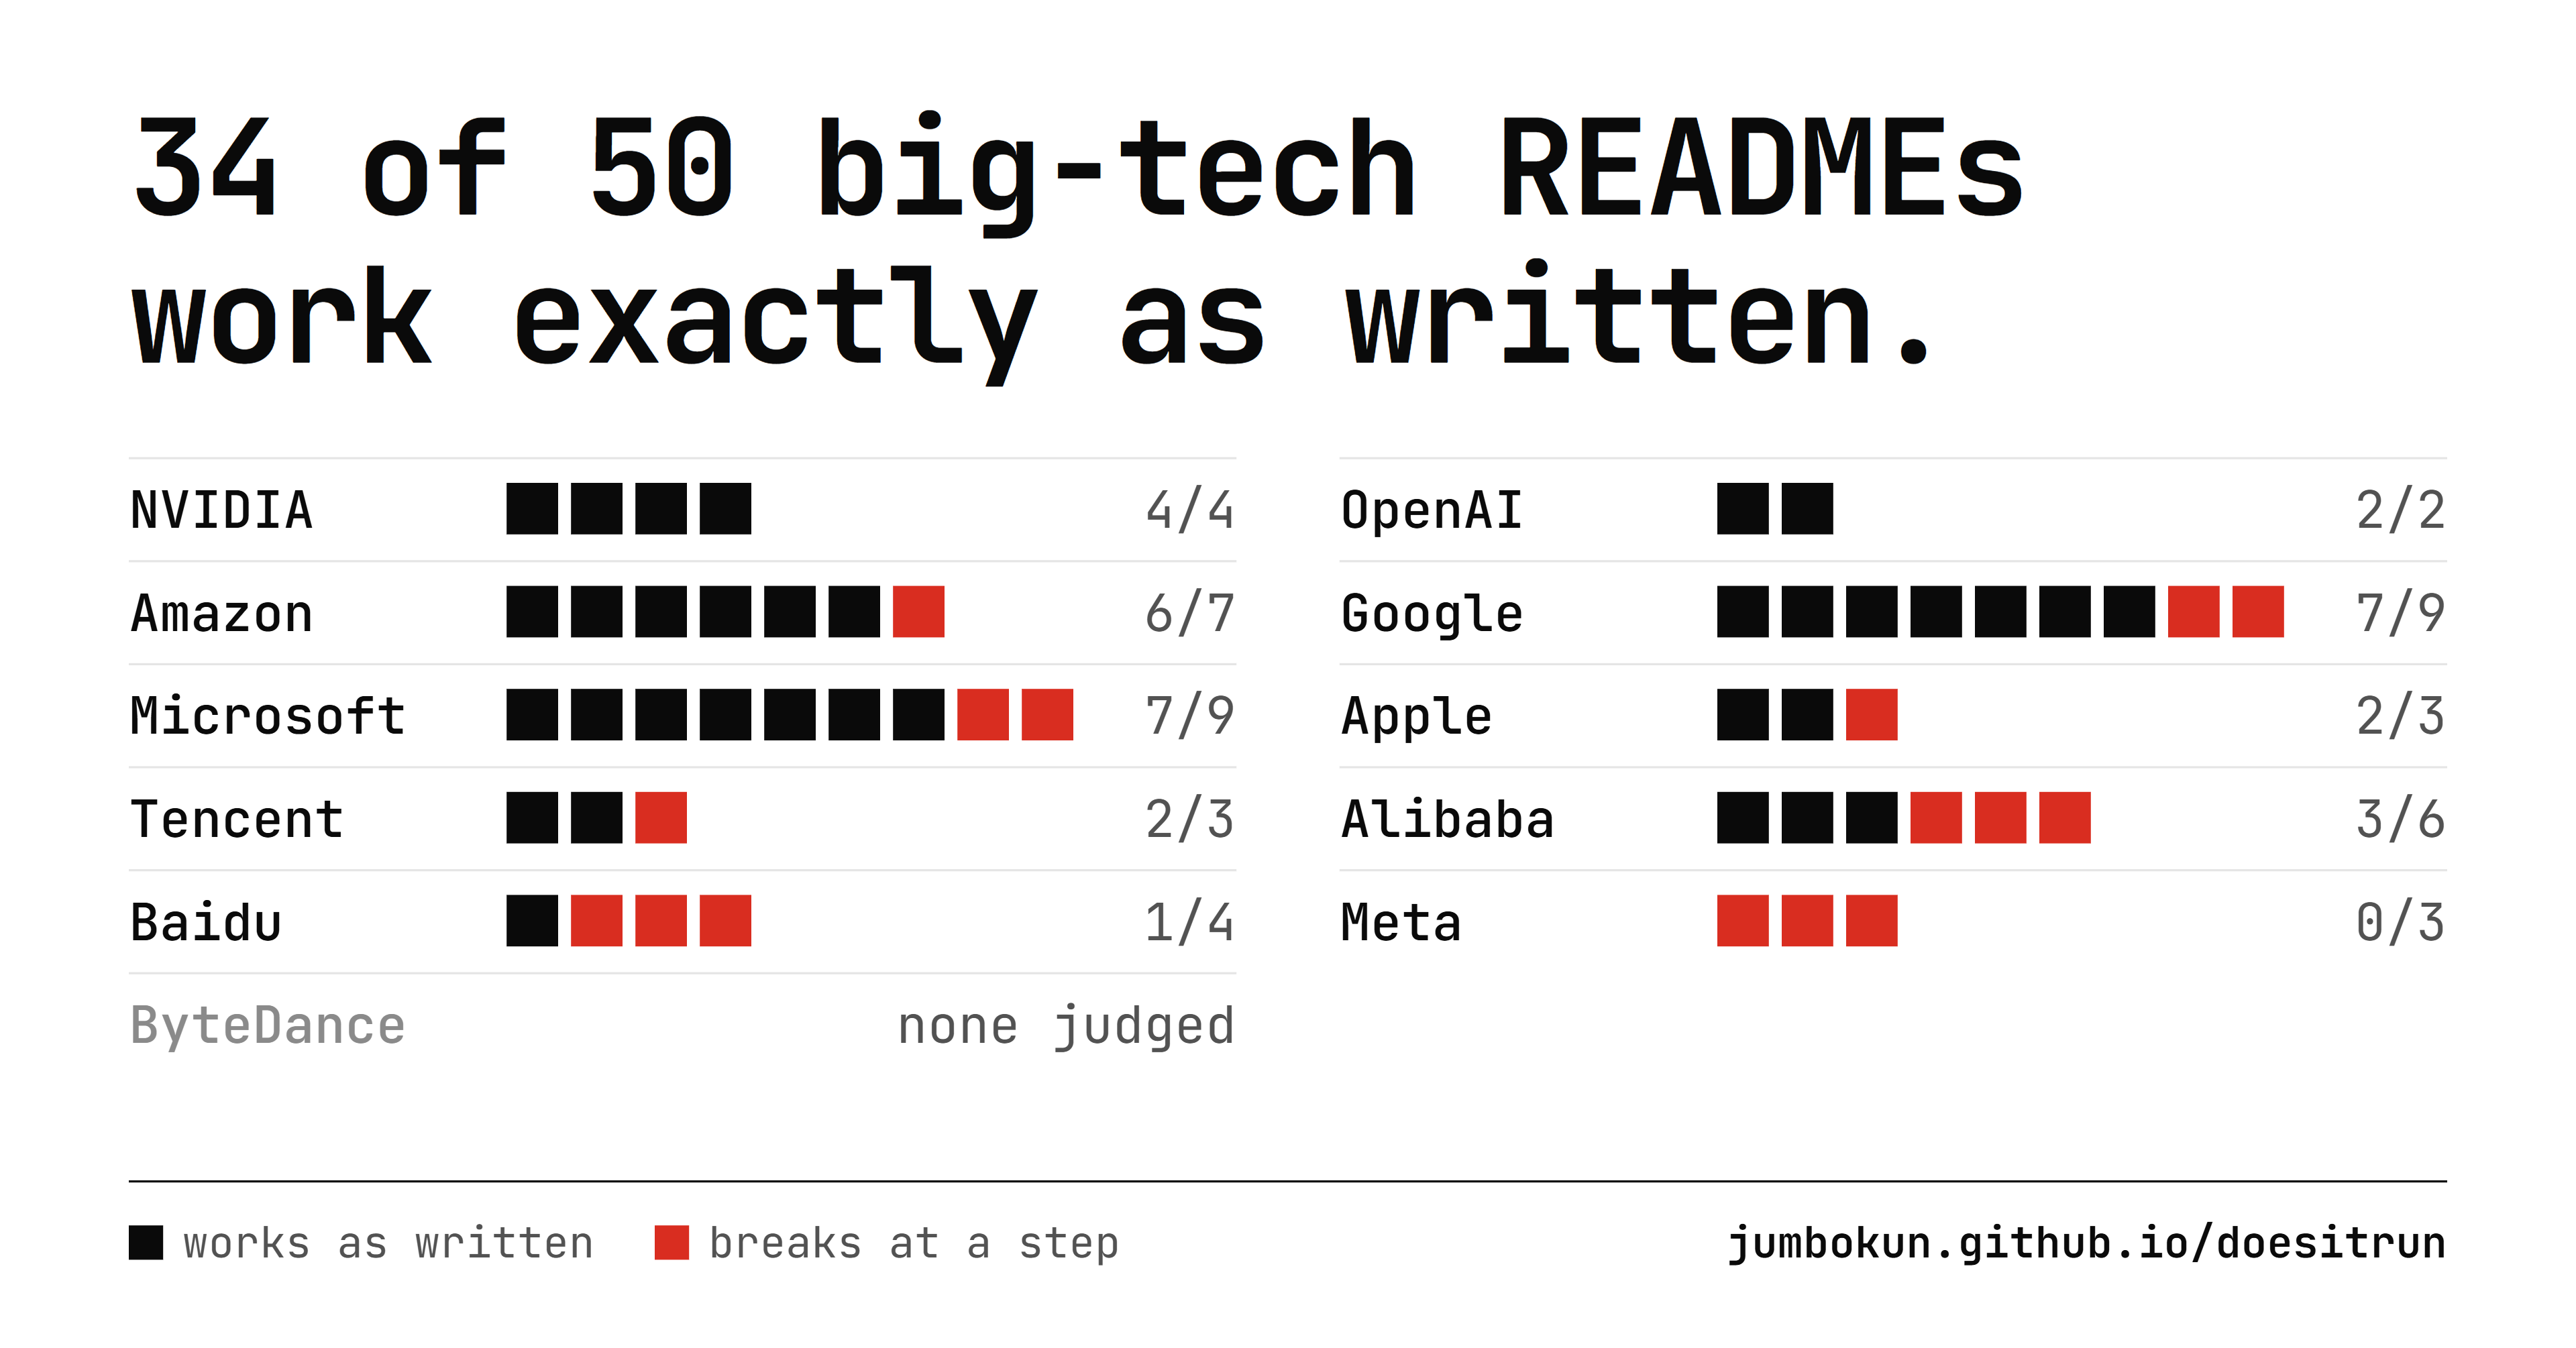 34 of 50 big-tech READMEs
work exactly as written.
NVIDIA 4/4
Amazon 6/7
Microsoft 7/9
Tencent 2/3
Baidu 1/4
ByteDance none judged
OpenAI 2/2
Google 7/9
Apple 2/3
Alibaba 3/6
Meta 0/3
works as written breaks at a step jumbokun.github.io/doesitrun